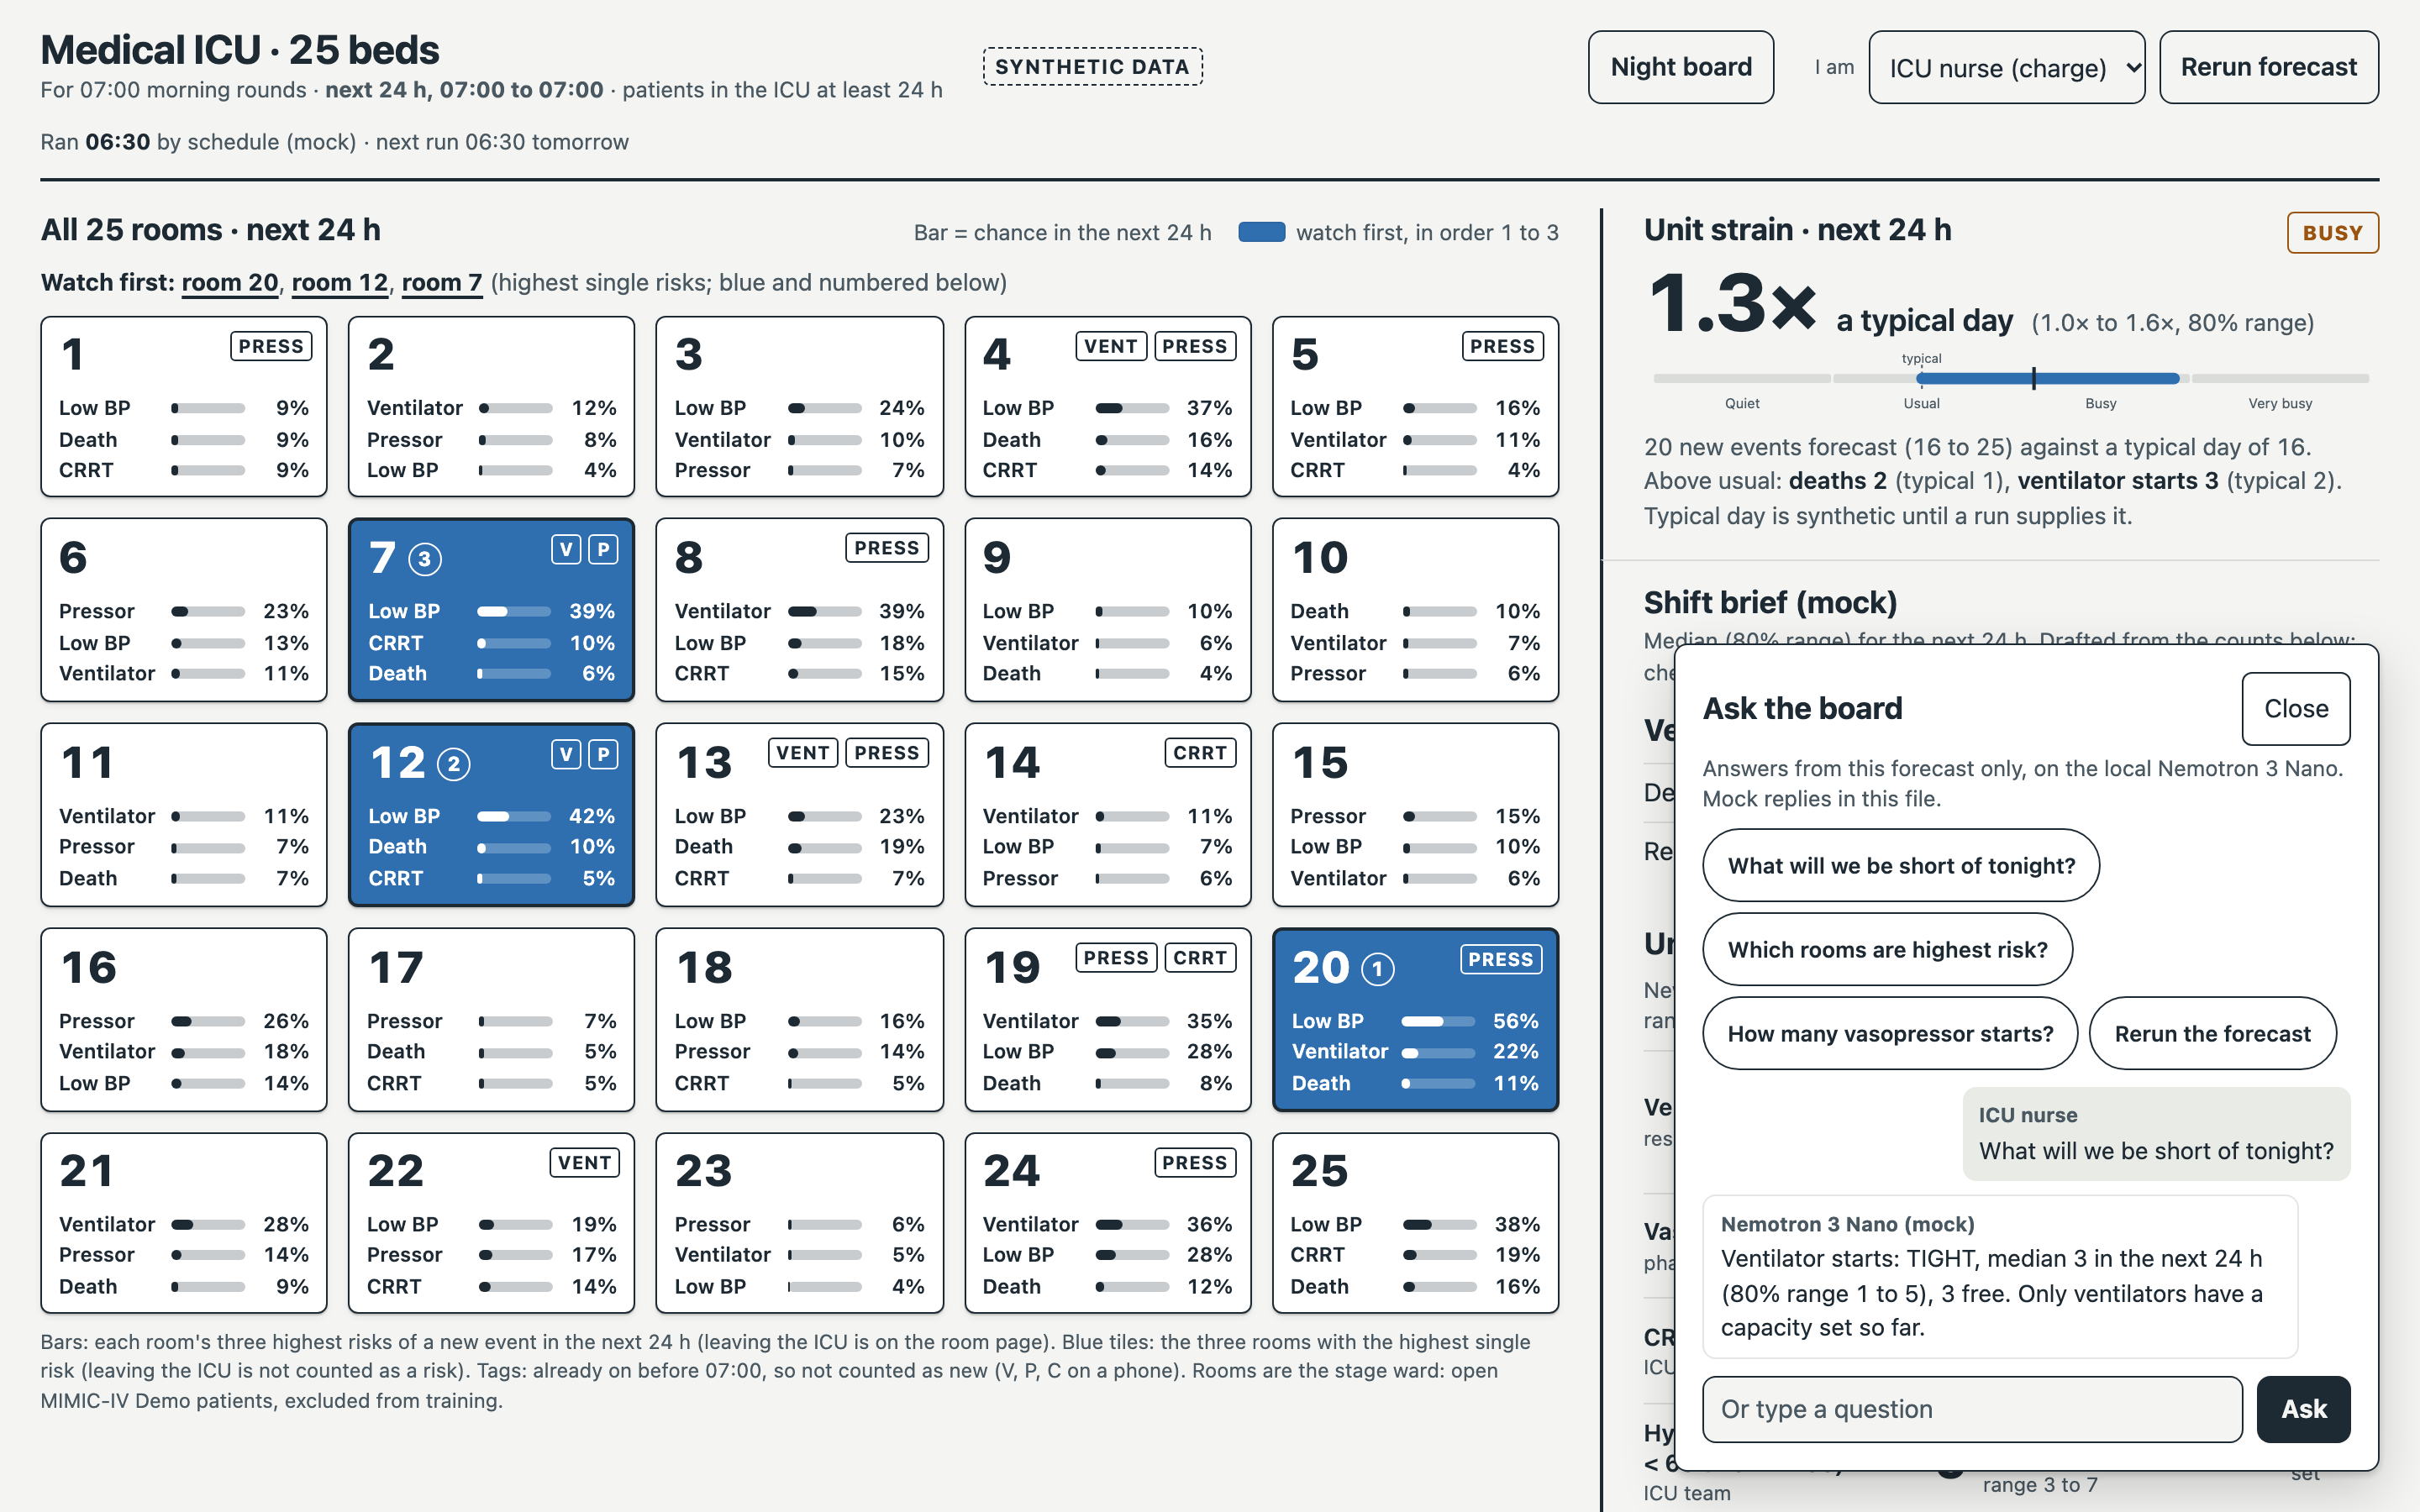 Medical ICU · 25 beds
For 07:00 morning rounds · next 24 h, 07:00 to 07:00 · patients in the ICU at least 24 h
SYNTHETIC DATA
Night board
I am
ICU nurse (charge)
Rerun forecast
Ran 06:30 by schedule (mock) · next run 06:30 tomorrow
All 25 rooms · next 24 h
Bar = chance in the next 24 h
watch first, in order 1 to 3
Watch first: room 20, room 12, room 7 (highest single risks; blue and numbered below)
1 PRESS
Low BP 9%
Death 9%
CRRT 9%
2
Ventilator 12%
Pressor 8%
Low BP 4%
3
Low BP 24%
Ventilator 10%
Pressor 7%
4 VENT PRESS
Low BP 37%
Death 16%
CRRT 14%
5 PRESS
Low BP 16%
Ventilator 11%
CRRT 4%
6
Pressor 23%
Low BP 13%
Ventilator 11%
7 3 V P
Low BP 39%
CRRT 10%
Death 6%
8 PRESS
Ventilator 39%
Low BP 18%
CRRT 15%
9
Low BP 10%
Ventilator 6%
Death 4%
10
Death 10%
Ventilator 7%
Pressor 6%
11
Ventilator 11%
Pressor 7%
Death 7%
12 2 V P
Low BP 42%
Death 10%
CRRT 5%
13 VENT PRESS
Low BP 23%
Death 19%
CRRT 7%
14 CRRT
Ventilator 11%
Low BP 7%
Pressor 6%
15
Pressor 15%
Low BP 10%
Ventilator 6%
16
Pressor 26%
Ventilator 18%
Low BP 14%
17
Pressor 7%
Death 5%
CRRT 5%
18
Low BP 16%
Pressor 14%
CRRT 5%
19 PRESS CRRT
Ventilator 35%
Low BP 28%
Death 8%
20 1 PRESS
Low BP 56%
Ventilator 22%
Death 11%
21
Ventilator 28%
Pressor 14%
Death 9%
22 VENT
Low BP 19%
Pressor 17%
CRRT 14%
23
Pressor 6%
Ventilator 5%
Low BP 4%
24 PRESS
Ventilator 36%
Low BP 28%
Death 12%
25
Low BP 38%
CRRT 19%
Death 16%
Bars: each room's three highest risks of a new event in the next 24 h (leaving the ICU is on the room page). Blue tiles: the three rooms with the highest single
risk (leaving the ICU is not counted as a risk). Tags: already on before 07:00, so not counted as new (V, P, C on a phone). Rooms are the stage ward: open
MIMIC-IV Demo patients, excluded from training.
Unit strain · next 24 h
BUSY
1.3× a typical day (1.0× to 1.6×, 80% range)
typical
Quiet Usual Busy Very busy
20 new events forecast (16 to 25) against a typical day of 16.
Above usual: deaths 2 (typical 1), ventilator starts 3 (typical 2).
Typical day is synthetic until a run supplies it.
Shift brief (mock)
Median (80% range) for the next 24 h. Drafted from the counts below;
Ask the board
Close
Answers from this forecast only, on the local Nemotron 3 Nano.
Mock replies in this file.
What will we be short of tonight?
Which rooms are highest risk?
How many vasopressor starts?
Rerun the forecast
ICU nurse
What will we be short of tonight?
Nemotron 3 Nano (mock)
Ventilator starts: TIGHT, median 3 in the next 24 h
(80% range 1 to 5), 3 free. Only ventilators have a
capacity set so far.
Or type a question
Ask
range 3 to 7
set
ICU team